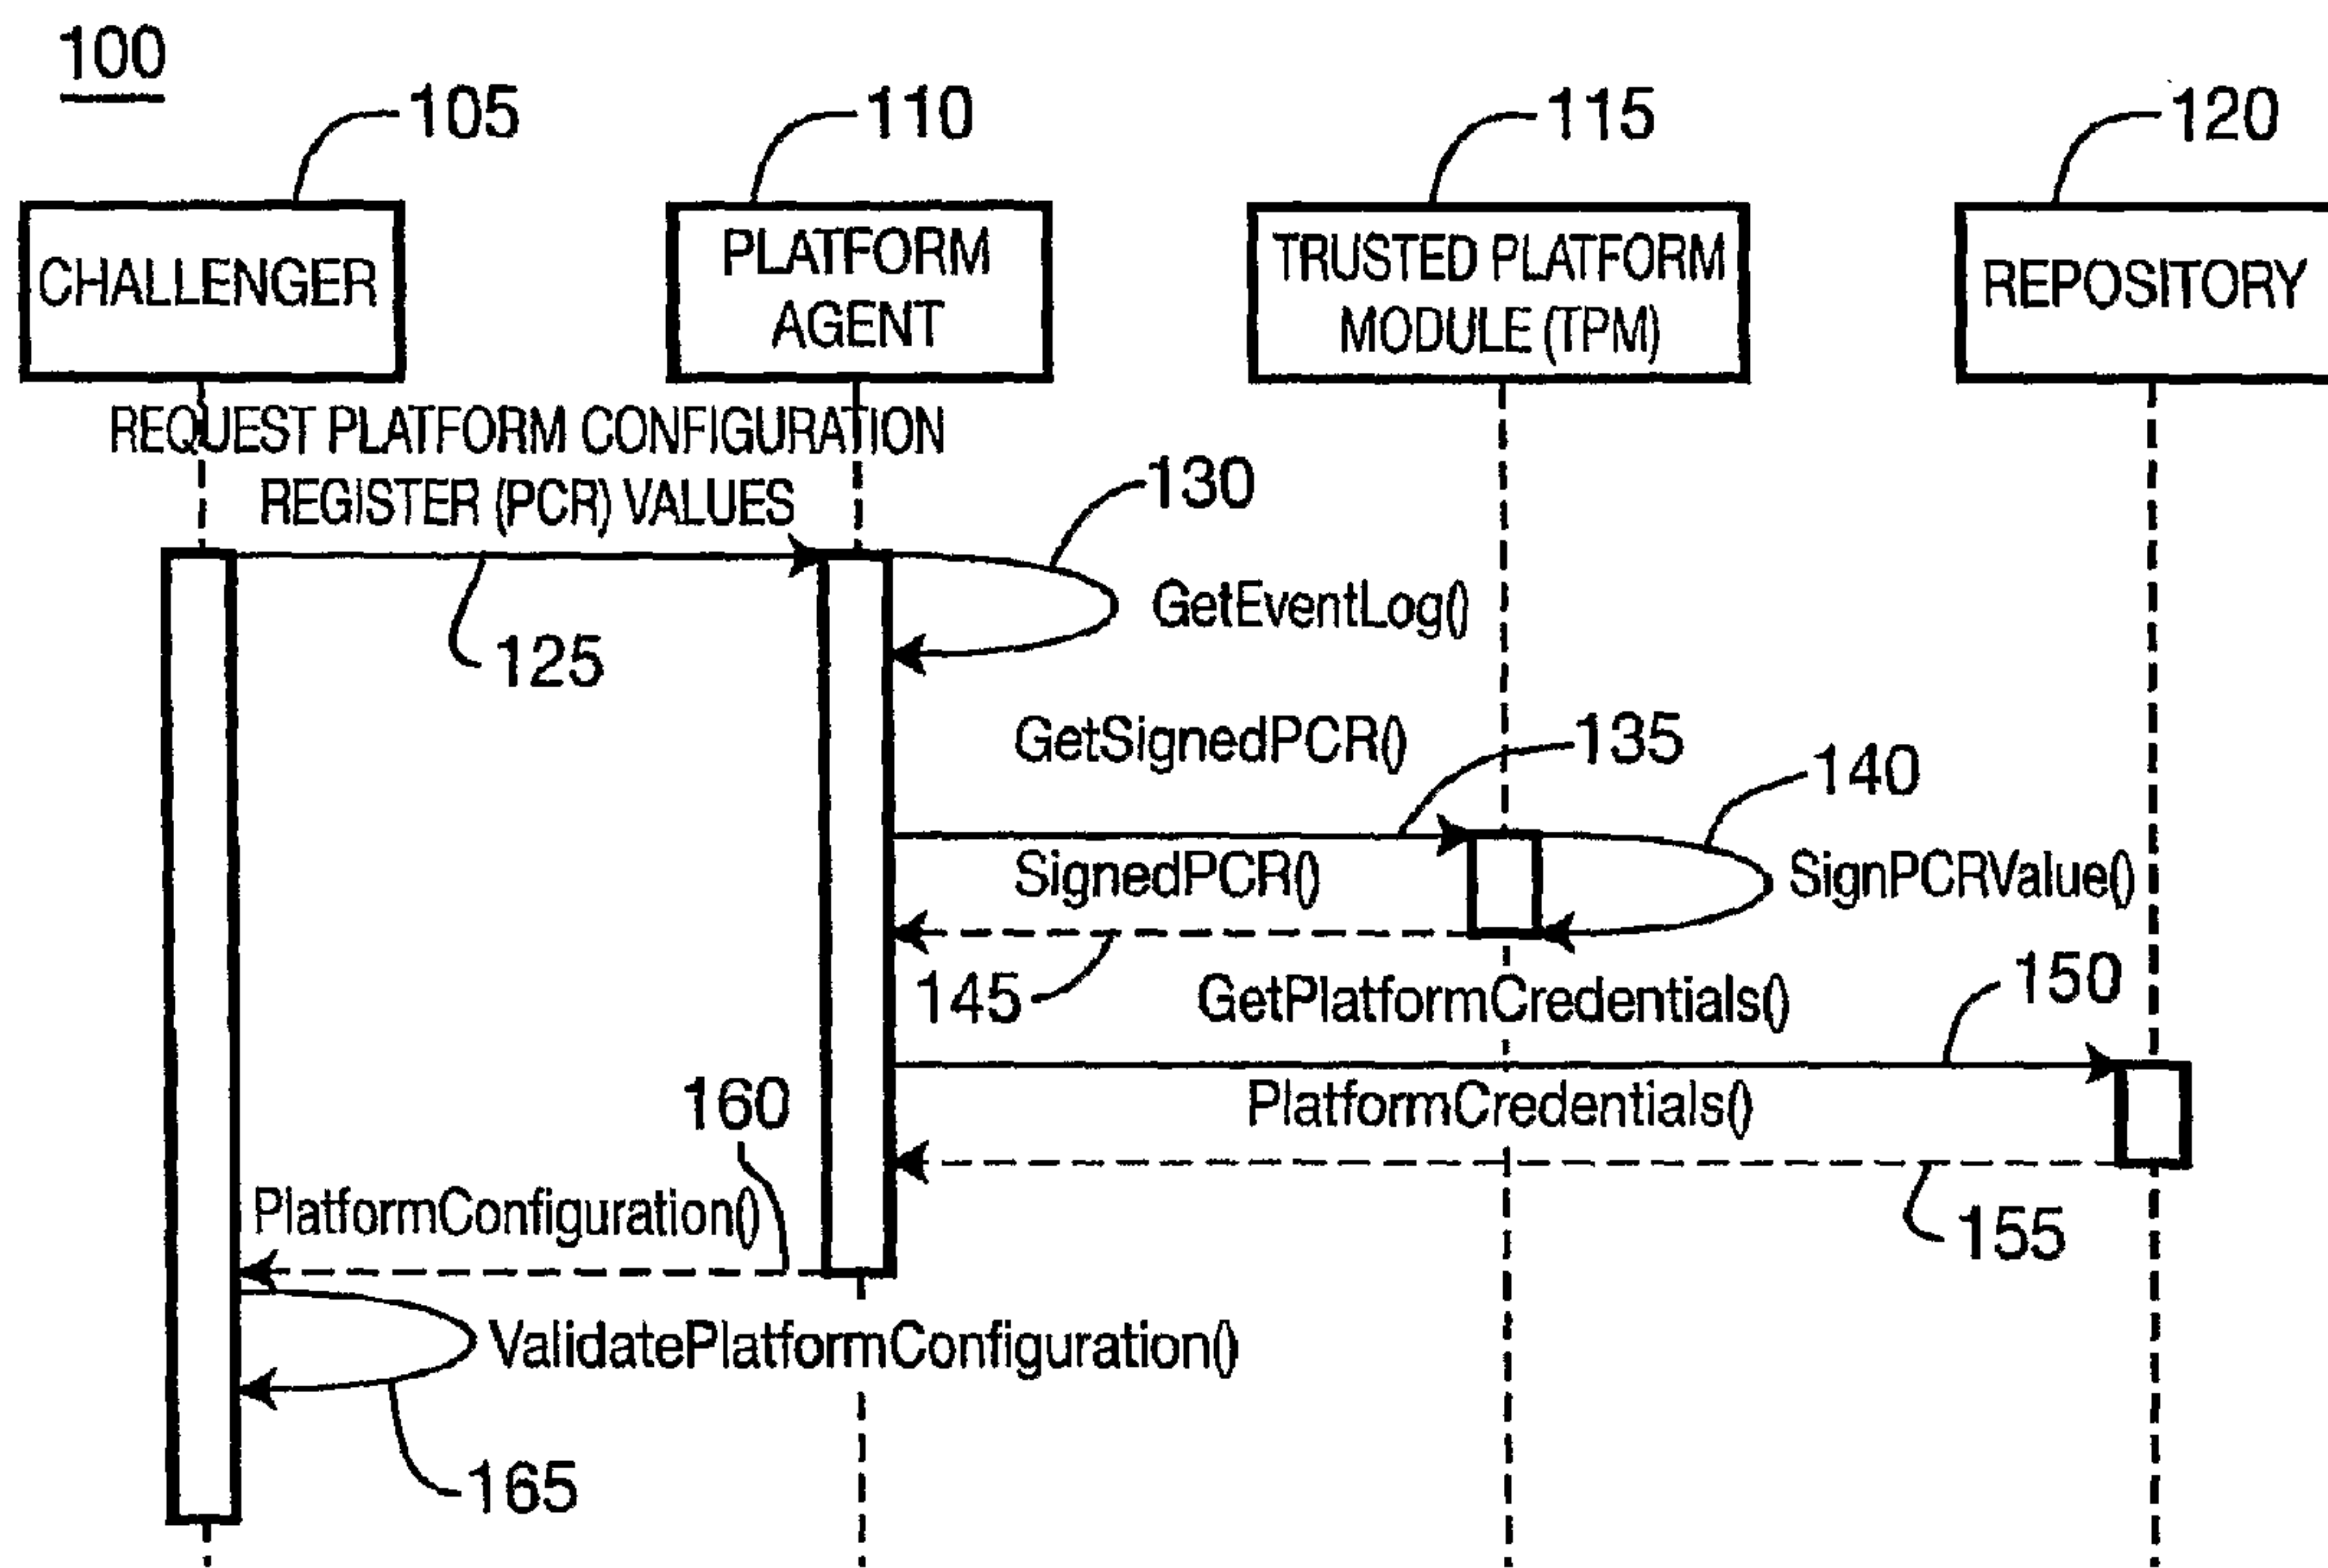 100
105
110
115
120
CHALLENGER
PLATFORM
AGENT
TRUSTED PLATFORM
MODULE (TPM)
REPOSITORY
REQUEST PLATFORM CONFIGURATION
REGISTER (PCR) VALUES
130
GetEventLog()
125
GetSignedPCR()
135
140
SignedPCR()
SignPCRValue()
145
GetPlatformCredentials()
150
160
PlatformCredentials()
PlatformConfiguration()
155
ValidatePlatformConfiguration()
165